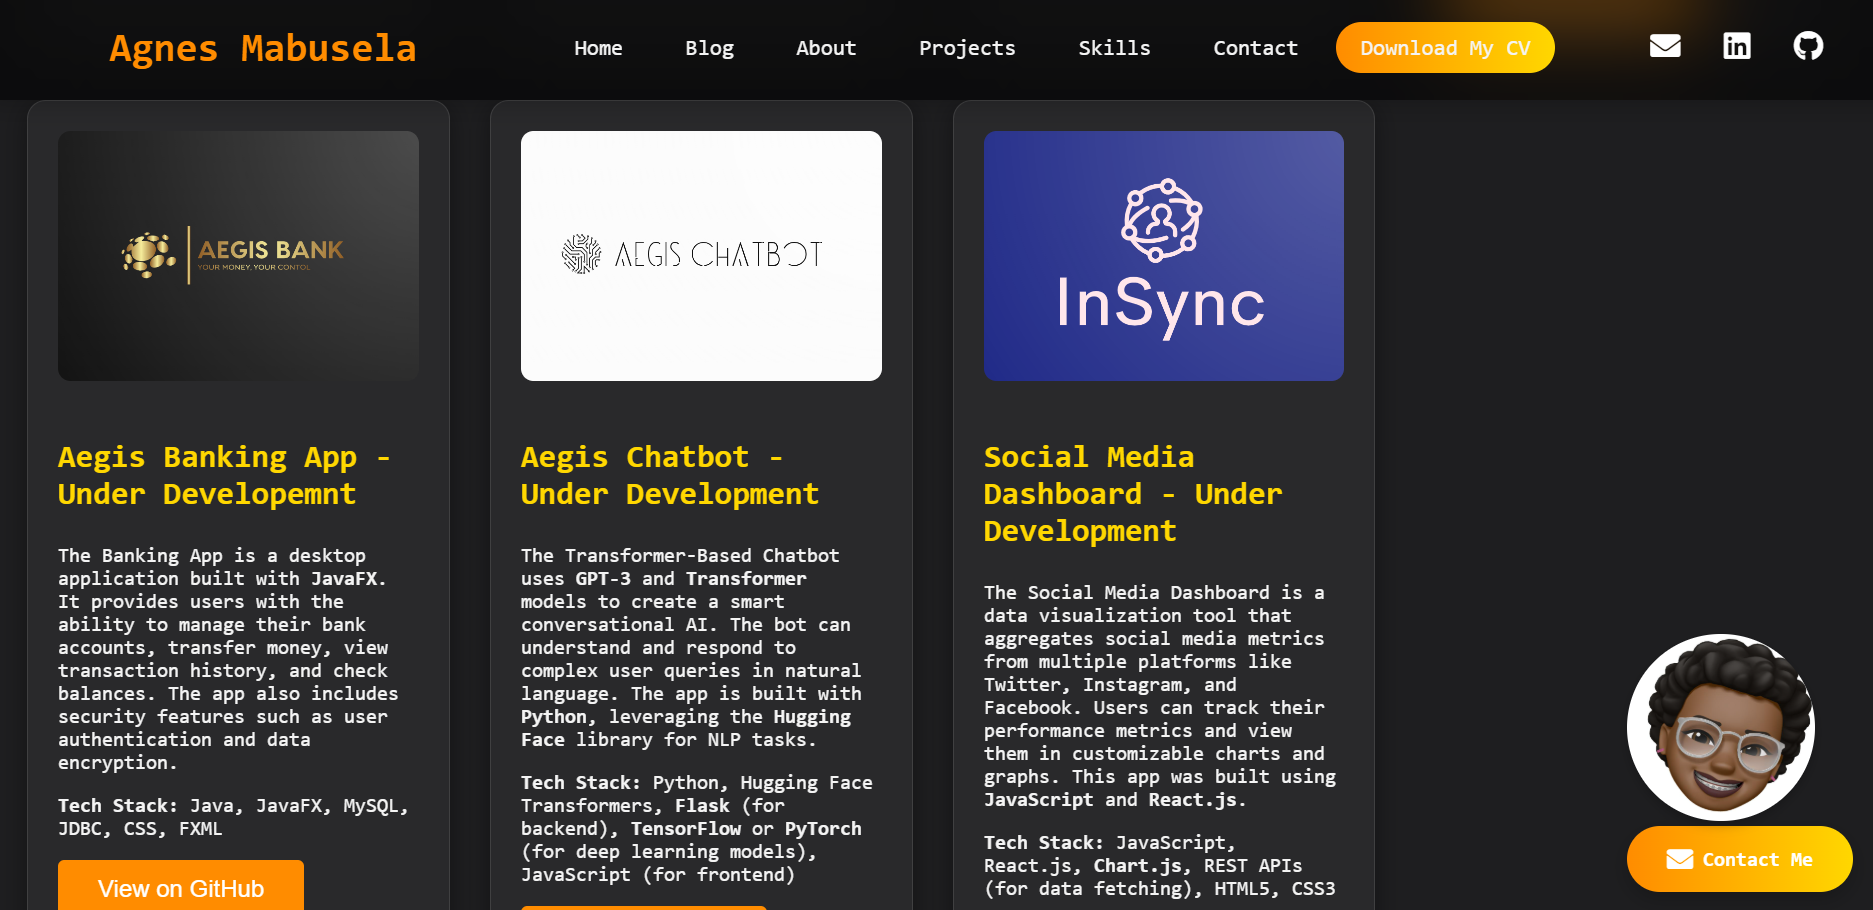 Agnes Mabusela
Home
Blog
About
Projects
Skills
Contact
Download My CV
AEGIS BANK
YOUR MONEY, YOUR CONTOL
Aegis Banking App -
Under Developemnt
The Banking App is a desktop
application built with JavaFX.
It provides users with the
ability to manage their bank
accounts, transfer money, view
transaction history, and check
balances. The app also includes
security features such as user
authentication and data
encryption.
Tech Stack: Java, JavaFX, MySQL,
JDBC, CSS, FXML
View on GitHub
AEGIS CHATBOT
Aegis Chatbot -
Under Development
The Transformer-Based Chatbot
uses GPT-3 and Transformer
models to create a smart
conversational AI. The bot can
understand and respond to
complex user queries in natural
language. The app is built with
Python, leveraging the Hugging
Face library for NLP tasks.
Tech Stack: Python, Hugging Face
Transformers, Flask (for
backend), TensorFlow or PyTorch
(for deep learning models),
JavaScript (for frontend)
InSync
Social Media
Dashboard - Under
Development
The Social Media Dashboard is a
data visualization tool that
aggregates social media metrics
from multiple platforms like
Twitter, Instagram, and
Facebook. Users can track their
performance metrics and view
them in customizable charts and
graphs. This app was built using
JavaScript and React.js.
Tech Stack: JavaScript,
React.js, Chart.js, REST APIs
(for data fetching), HTML5, CSS3
Contact Me